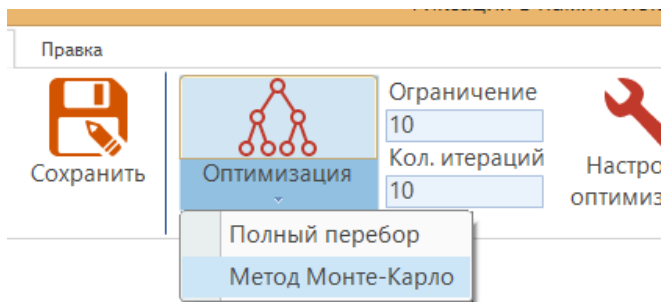 Правка
Сохранить
Оптимизация
Ограничение
10
Кол. итераций
10
Полный перебор
Метод Монте-Карло